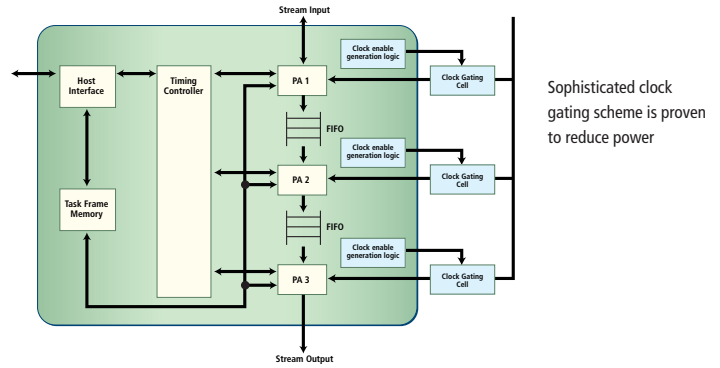 Stream Input
Host
Interface
Timing
Controller
PA 1
Clock enable
generation logic
Clock Gating
Cell
FIFO
Task Frame
Memory
PA 2
Clock enable
generation logic
Clock Gating
Cell
FIFO
PA 3
Clock enable
generation logic
Clock Gating
Cell
Stream Output
Sophisticated clock
gating scheme is proven
to reduce power